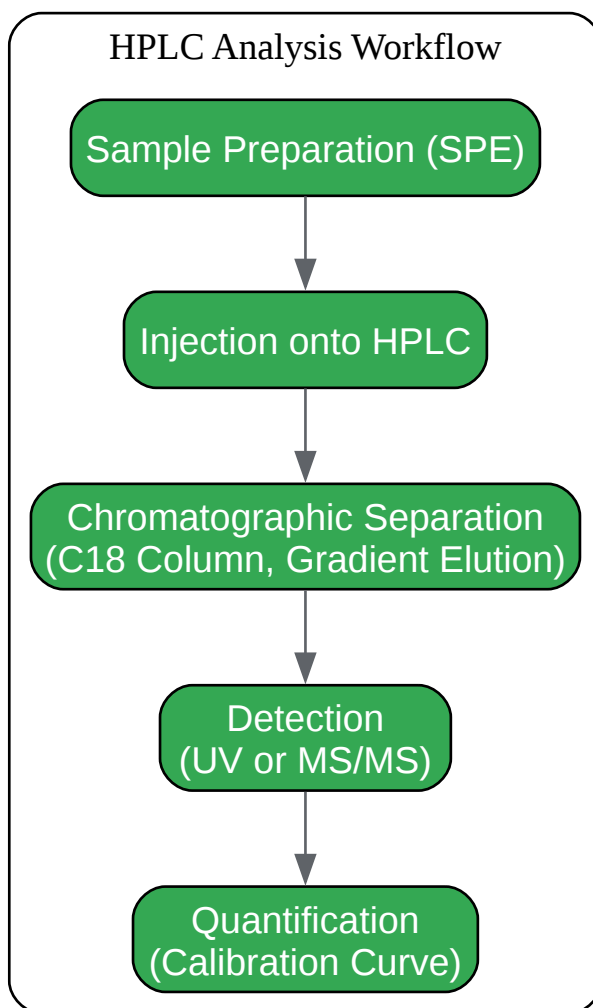 HPLC Analysis Workflow
Sample Preparation (SPE)
Injection onto HPLC
Chromatographic Separation
(C18 Column, Gradient Elution)
Detection
(UV or MS/MS)
Quantification
(Calibration Curve)